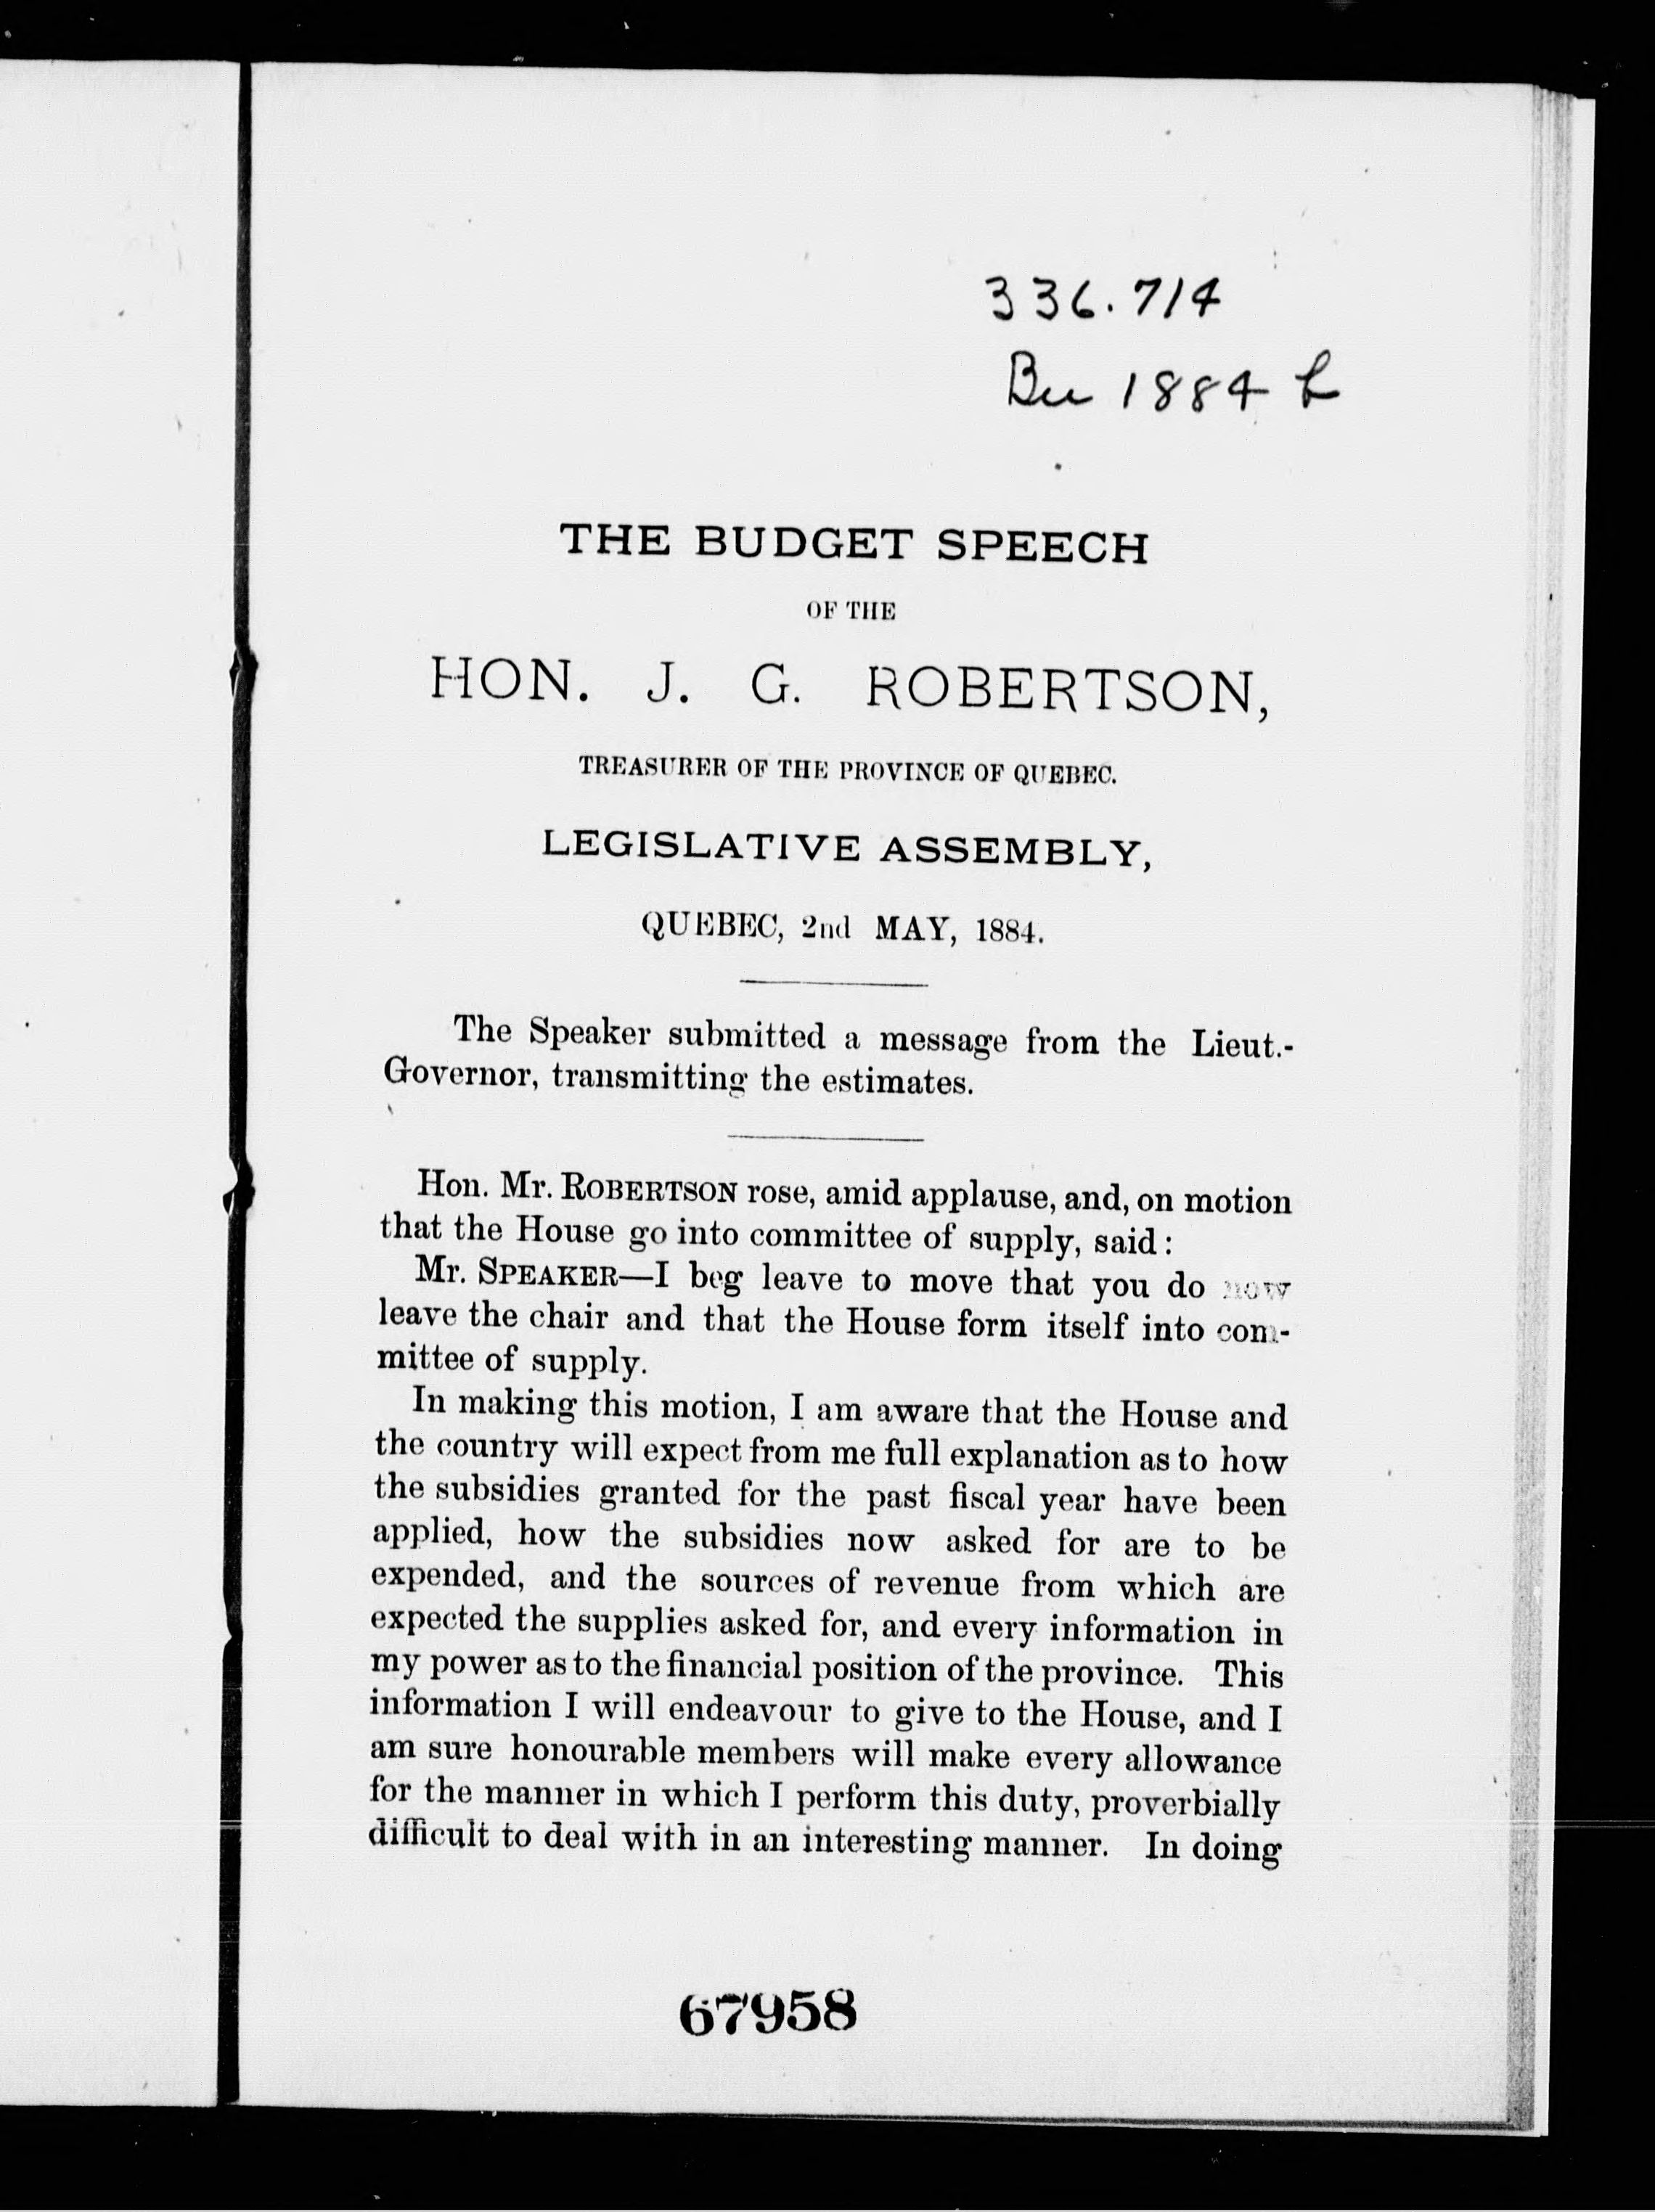 336.714
Bu 1884
THE BUDGET SPEECH
OF THE
HON. J. G. ROBERTSON,
TREASURER OF THE PROVINCE OF QUEBEC.
LEGISLATIVE ASSEMBLY,
QUEBEC, 2nd MAY, 1884.
The Speaker submitted a message from the Lieut.-
Governor, transmitting the estimates.
Hon. Mr. ROBERTSON rose, amid applause, and, on motion
that the House go into committee of supply, said:
Mr. SPEAKER—I beg leave to move that you do now
leave the chair and that the House form itself into com-
mittee of supply.
In making this motion, I am aware that the House and
the country will expect from me full explanation as to how
the subsidies granted for the past fiscal year have been
applied, how the subsidies now asked for are to be
expended, and the sources of revenue from which are
expected the supplies asked for, and every information in
my power as to the financial position of the province. This
information I will endeavour to give to the House, and I
am sure honourable members will make every allowance
for the manner in which I perform this duty, proverbially
difficult to deal with in an interesting manner. In doing
67958